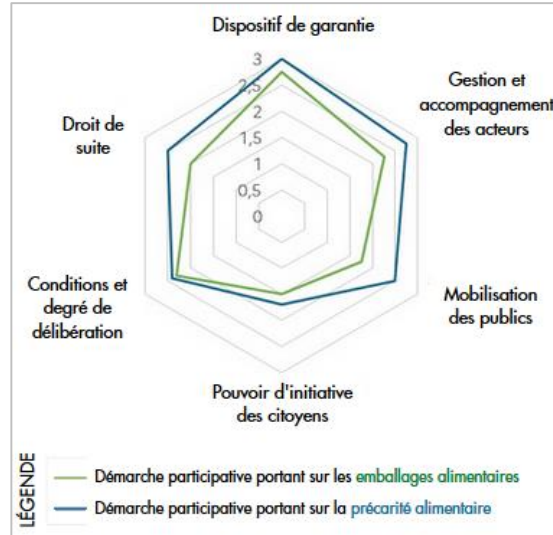 Dispositif de garantie
3
2,5
2
1,5
1
0,5
0
Gestion et
accompagnement
des acteurs
Mobilisation
des publics
Pouvoir d'initiative
des citoyens
Conditions et
degré de
délibération
Droit de
suite
LÉGENDE
Démarche participative portant sur les emballages alimentaires
Démarche participative portant sur la précarité alimentaire